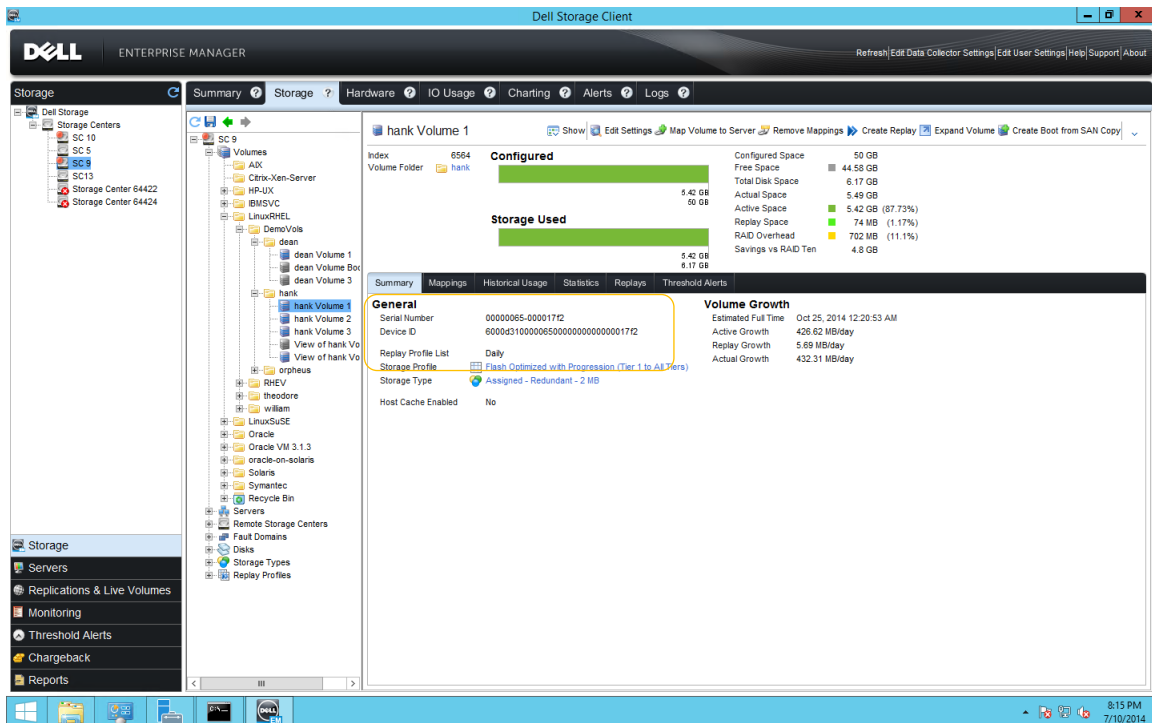 Dell Storage Client
DELL ENTERPRISE MANAGER
Refresh|Edit Data Collector Settings|Edit User Settings|Help|Support|About
Storage
Dell Storage
Storage Centers
SC 10
SC 5
SC 9
SC13
Storage Center 64422
Storage Center 64424
Storage
Servers
Replications & Live Volumes
Monitoring
Threshold Alerts
Chargeback
Reports
Summary ? Storage ? Hardware ? IO Usage ? Charting ? Alerts ? Logs ?
SC 9
Volumes
AIX
Citrix-Xen-Server
HP-UX
IBMSVC
LinuxRHEL
DemoVols
dean
dean Volume 1
dean Volume Boo
dean Volume 3
hank
hank Volume 1
hank Volume 2
hank Volume 3
View of hank Vo
View of hank Vo
orpheus
RHEV
theodore
william
LinuxSuSE
Oracle
Oracle VM 3.1.3
oracle-on-solaris
Solaris
Symantec
Recycle Bin
Servers
Remote Storage Centers
Fault Domains
Disks
Storage Types
Replay Profiles
hank Volume 1
Show Edit Settings Map Volume to Server Remove Mappings Create Replay Expand Volume Create Boot from SAN Copy
Index 6564
Volume Folder hank
Configured
5.42 GB
50 GB
Storage Used
5.42 GB
6.17 GB
Configured Space 50 GB
Free Space 44.58 GB
Total Disk Space 6.17 GB
Actual Space 5.49 GB
Active Space 5.42 GB (87.73%)
Replay Space 74 MB (1.17%)
RAID Overhead 702 MB (11.1%)
Savings vs RAID Ten 4.8 GB
Summary Mappings Historical Usage Statistics Replays Threshold Alerts
General
Serial Number 00000065-000017f2
Device ID 6000d3100000650000000000000017f2
Replay Profile List Daily
Storage Profile Flash Optimized with Progression (Tier 1 to All Tiers)
Storage Type Assigned - Redundant - 2 MB
Host Cache Enabled No
Volume Growth
Estimated Full Time Oct 25, 2014 12:20:53 AM
Active Growth 426.62 MB/day
Replay Growth 5.69 MB/day
Actual Growth 432.31 MB/day
DELL
EM
8:15 PM
7/10/2014